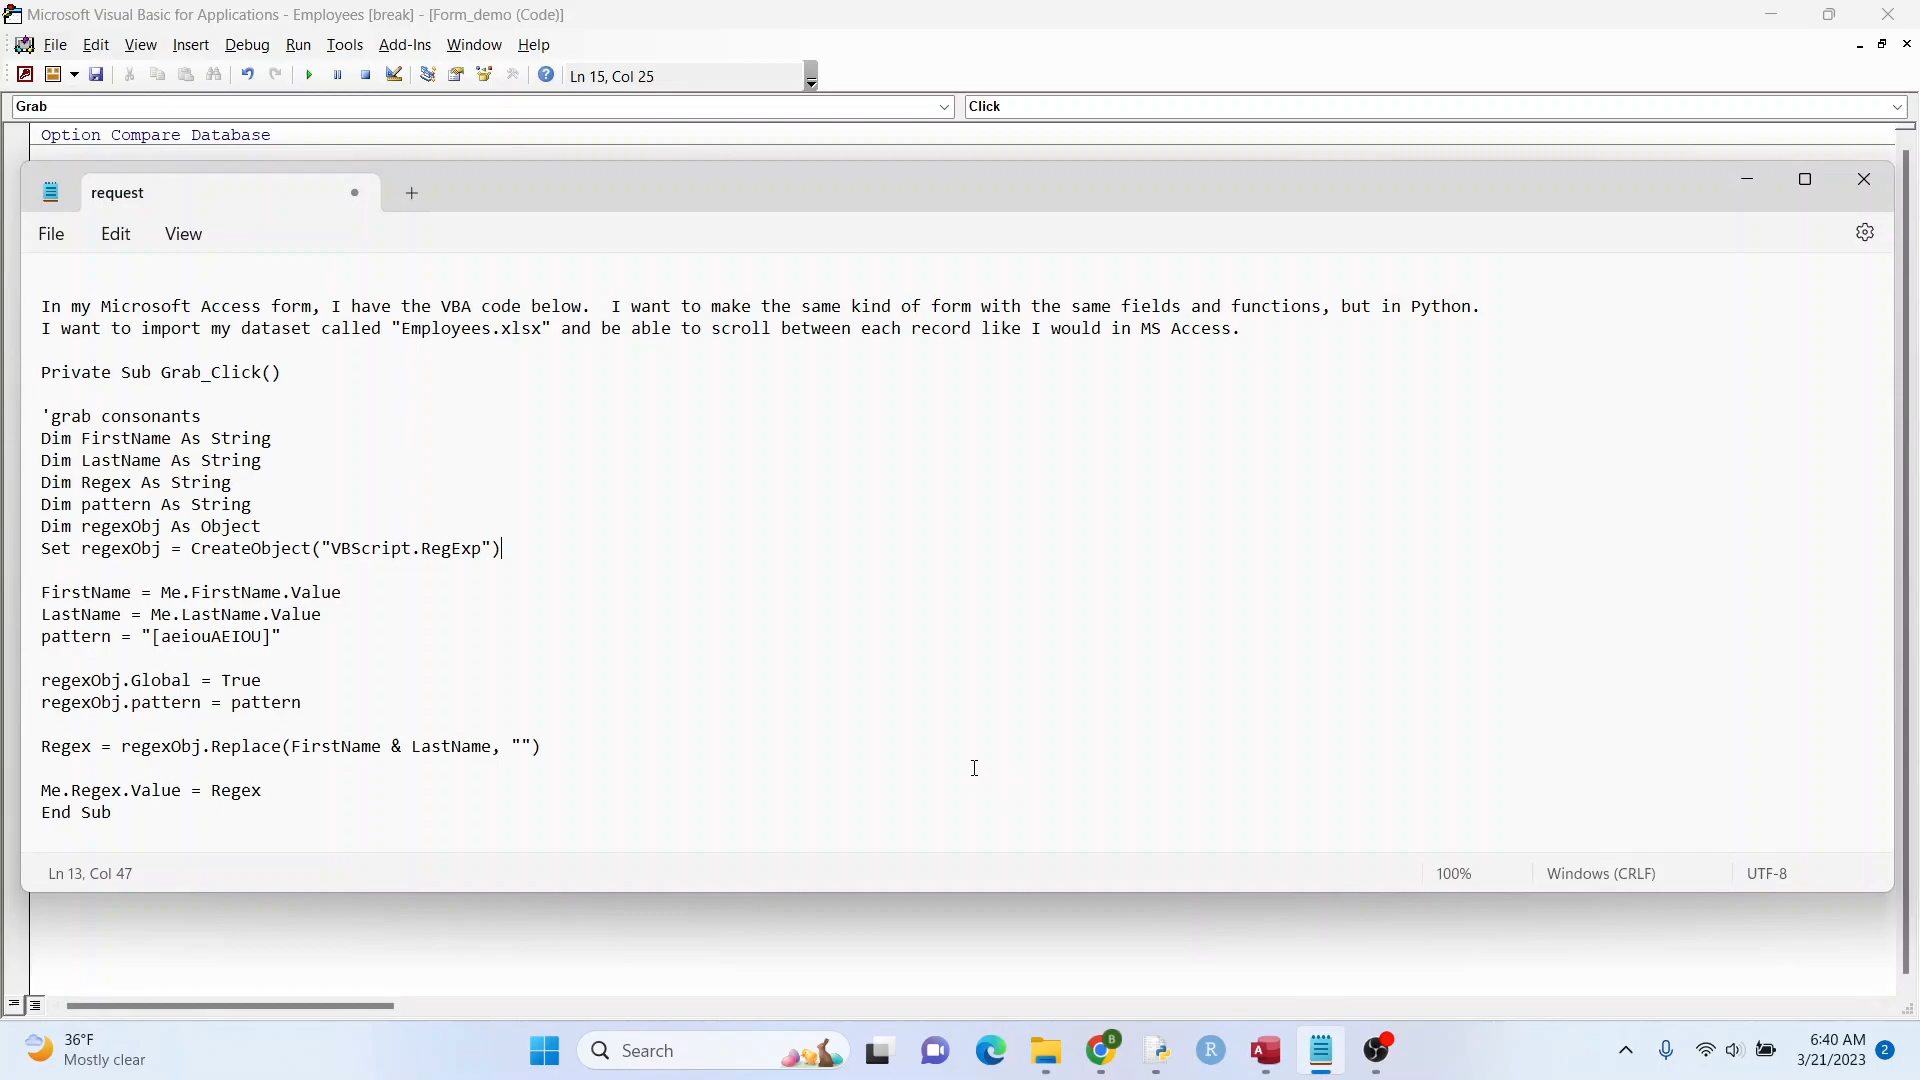 Microsoft Visual Basic for Applications - Employees [break] - [Form_demo (Code)]
File Edit View Insert Debug Run Tools Add-Ins Window Help
Ln 15, Col 25
Grab Click
Option Compare Database
request
File Edit View
In my Microsoft Access form, I have the VBA code below.  I want to make the same kind of form with the same fields and functions, but in Python.
I want to import my dataset called "Employees.xlsx" and be able to scroll between each record like I would in MS Access.
Private Sub Grab_Click()
'grab consonants
Dim FirstName As String
Dim LastName As String
Dim Regex As String
Dim pattern As String
Dim regexObj As Object
Set regexObj = CreateObject("VBScript.RegExp")
FirstName = Me.FirstName.Value
LastName = Me.LastName.Value
pattern = "[aeiouAEIOU]"
regexObj.Global = True
regexObj.pattern = pattern
Regex = regexObj.Replace(FirstName & LastName, "")
Me.Regex.Value = Regex
End Sub
Ln 13, Col 47 100% Windows (CRLF) UTF-8
36°F
Mostly clear
Search
B
R
A
6:40 AM
3/21/2023
2